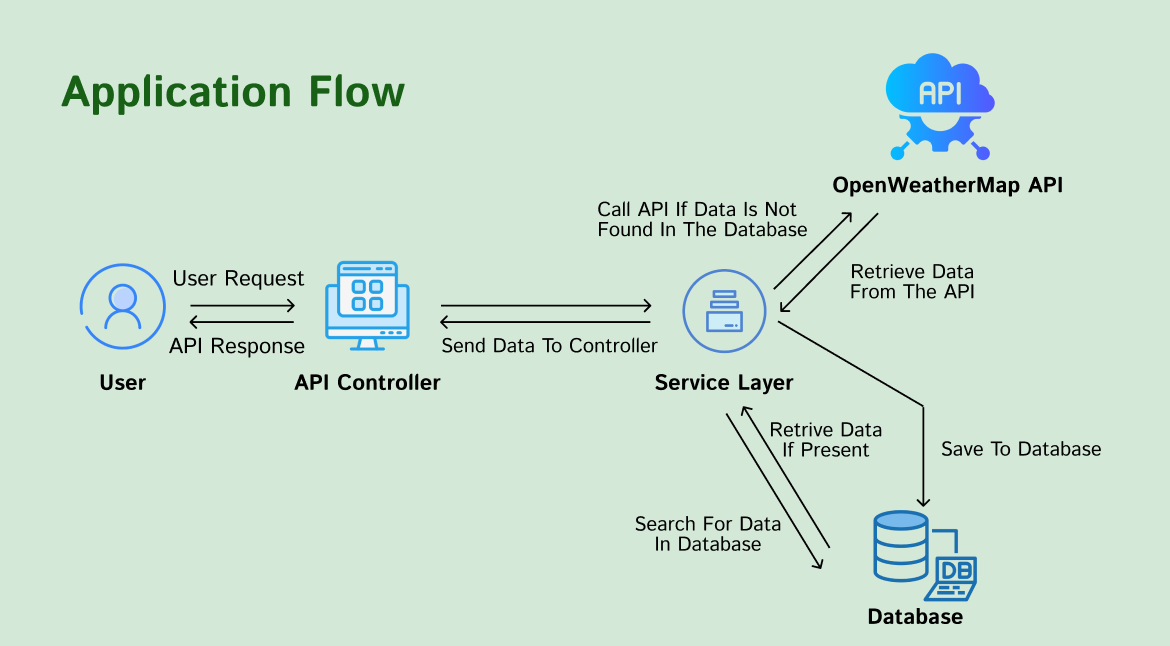 Application Flow
API
OpenWeatherMap API
Call API If Data Is Not
Found In The Database
Retrieve Data
From The API
User Request
API Response
Send Data To Controller
User
API Controller
Service Layer
Retrive Data
If Present
Save To Database
Search For Data
In Database
DB
Database